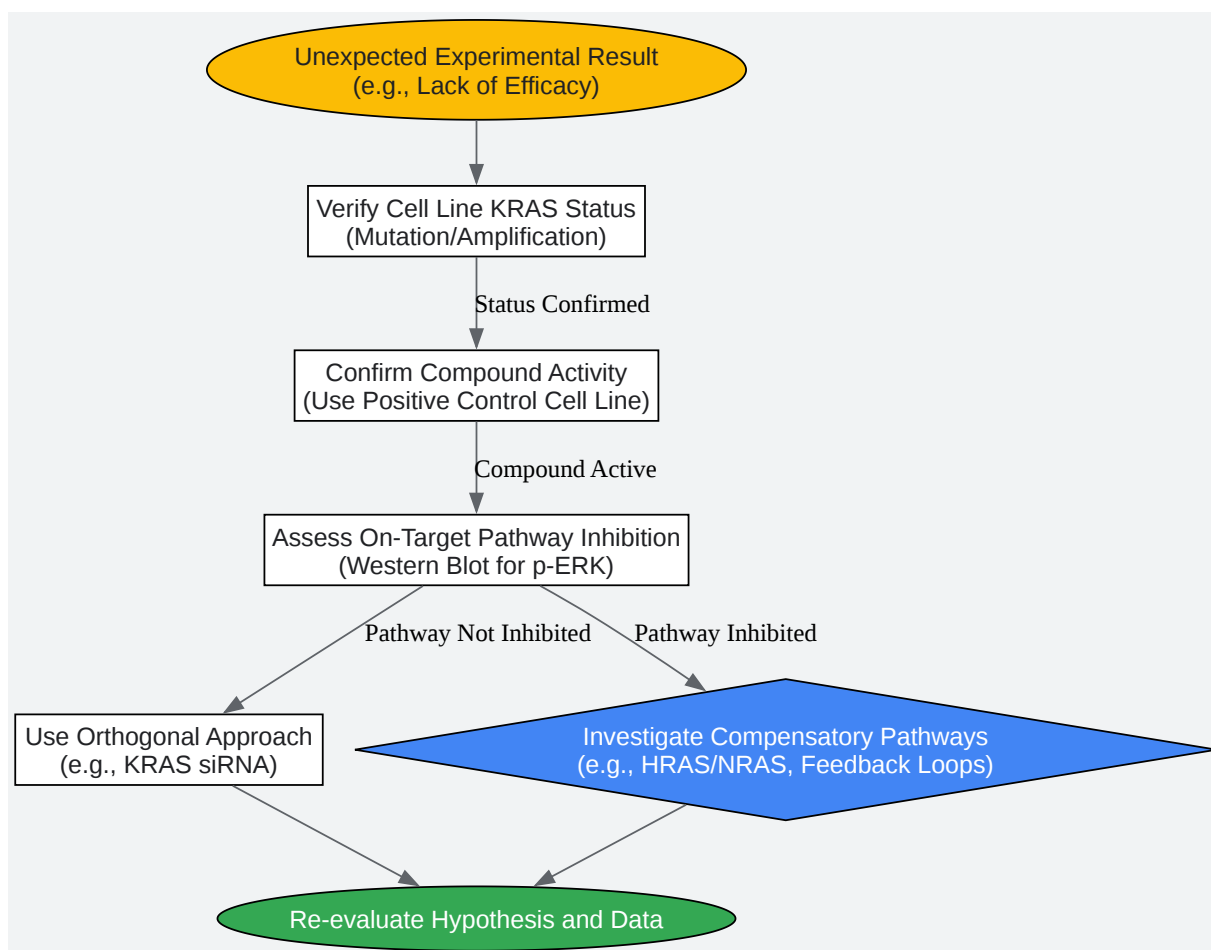 Unexpected Experimental Result
(e.g., Lack of Efficacy)
Verify Cell Line KRAS Status
(Mutation/Amplification)
Status Confirmed
Confirm Compound Activity
(Use Positive Control Cell Line)
Compound Active
Assess On-Target Pathway Inhibition
(Western Blot for p-ERK)
Pathway Not Inhibited
Pathway Inhibited
Use Orthogonal Approach
(e.g., KRAS siRNA)
Investigate Compensatory Pathways
(e.g., HRAS/NRAS, Feedback Loops)
Re-evaluate Hypothesis and Data